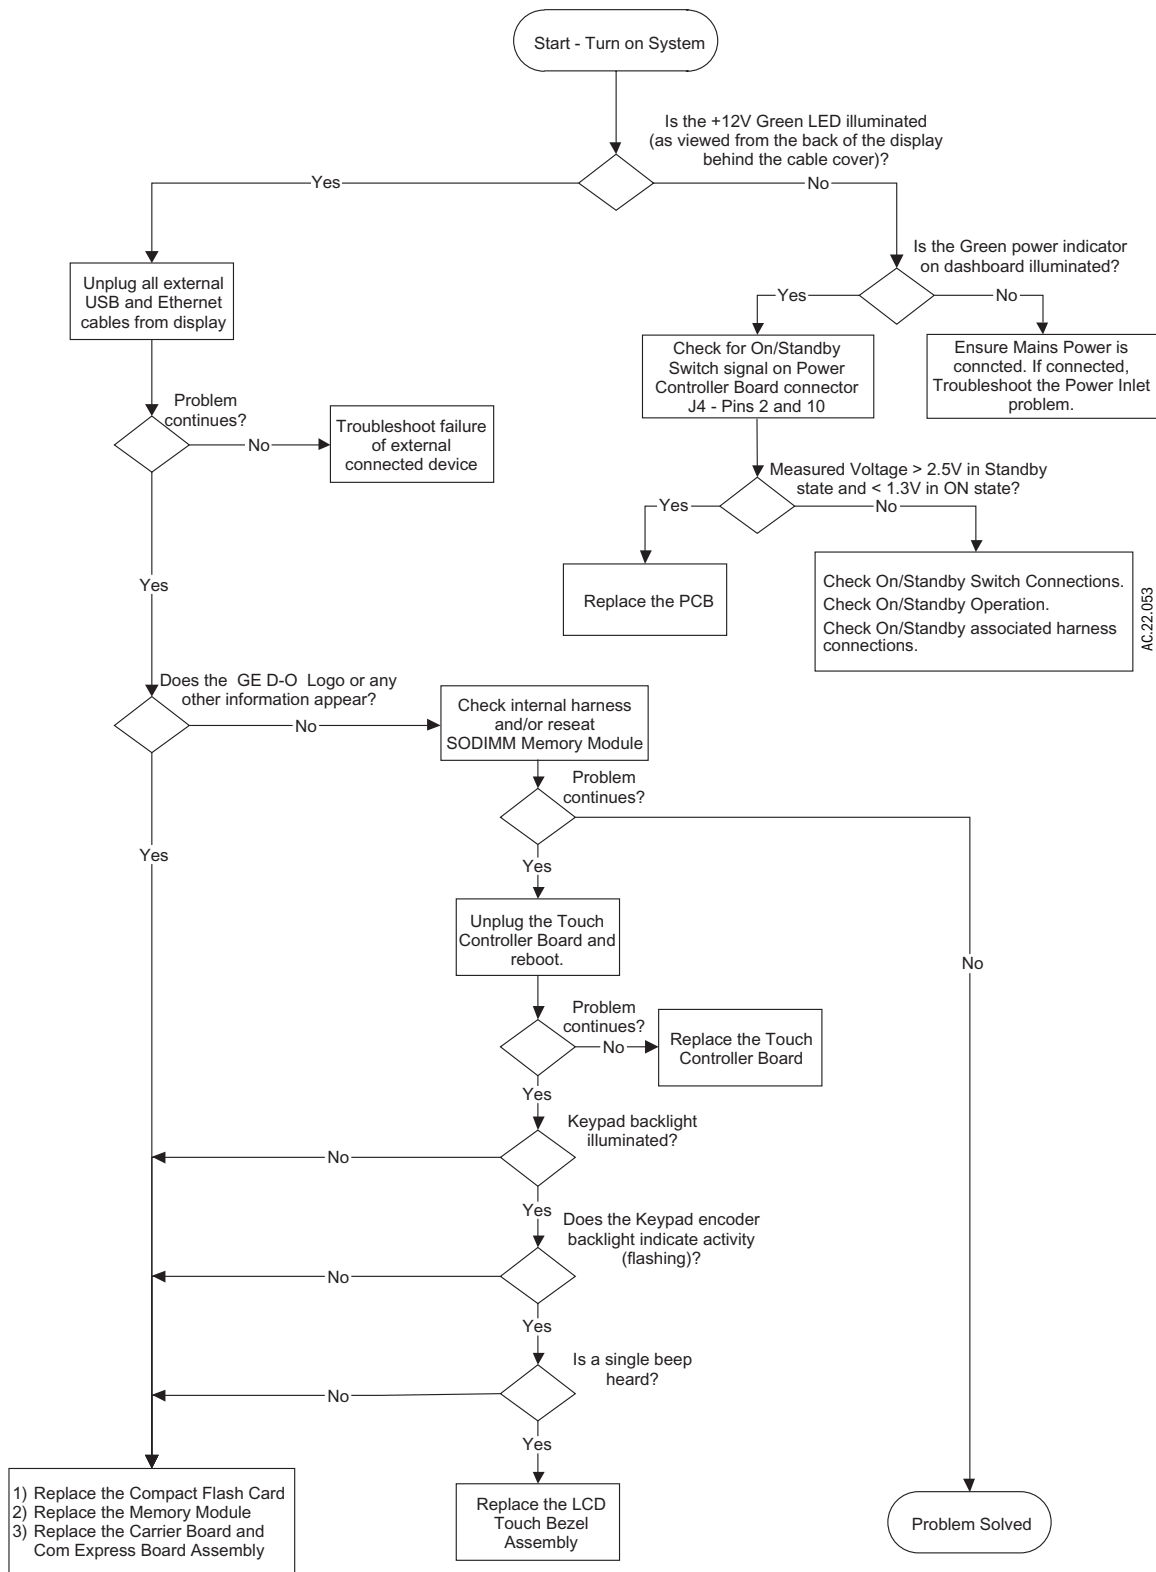 Start - Turn on System
Is the +12V Green LED illuminated
(as viewed from the back of the display
behind the cable cover)?
Yes
No
Is the Green power indicator
on dashboard illuminated?
Unplug all external
USB and Ethernet
cables from display
Yes
No
Check for On/Standby
Switch signal on Power
Controller Board connector
J4 - Pins 2 and 10
Ensure Mains Power is
conncted. If connected,
Troubleshoot the Power Inlet
problem.
Problem
continues?
No
Troubleshoot failure
of external
connected device
Measured Voltage > 2.5V in Standby
state and < 1.3V in ON state?
Yes
No
Yes
Replace the PCB
Check On/Standby Switch Connections.
Check On/Standby Operation.
Check On/Standby associated harness
connections.
AC.22.053
Does the GE D-O Logo or any
other information appear?
No
Check internal harness
and/or reseat
SODIMM Memory Module
Problem
continues?
Yes
Yes
Unplug the Touch
Controller Board and
reboot.
No
Problem
continues?
No
Replace the Touch
Controller Board
Yes
Keypad backlight
illuminated?
No
Yes
Does the Keypad encoder
backlight indicate activity
(flashing)?
No
Yes
Is a single beep
heard?
No
Yes
1) Replace the Compact Flash Card
2) Replace the Memory Module
3) Replace the Carrier Board and
Com Express Board Assembly
Replace the LCD
Touch Bezel
Assembly
Problem Solved